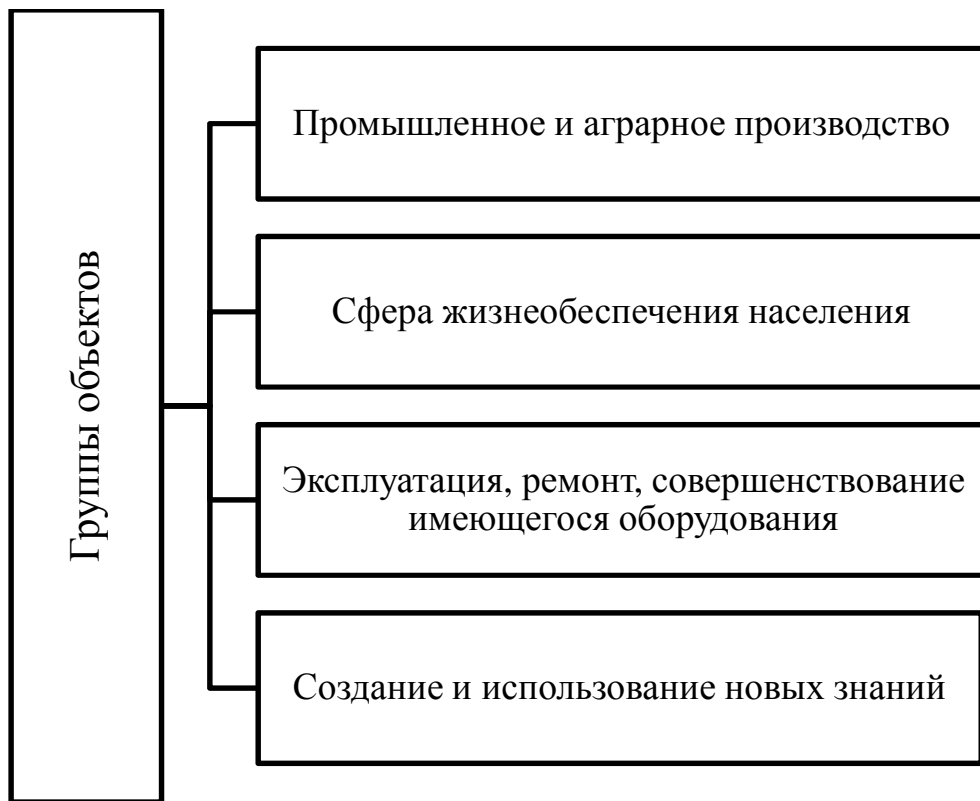 Группы объектов
Промышленное и аграрное производство
Сфера жизнеобеспечения населения
Эксплуатация, ремонт, совершенствование
имеющегося оборудования
Создание и использование новых знаний